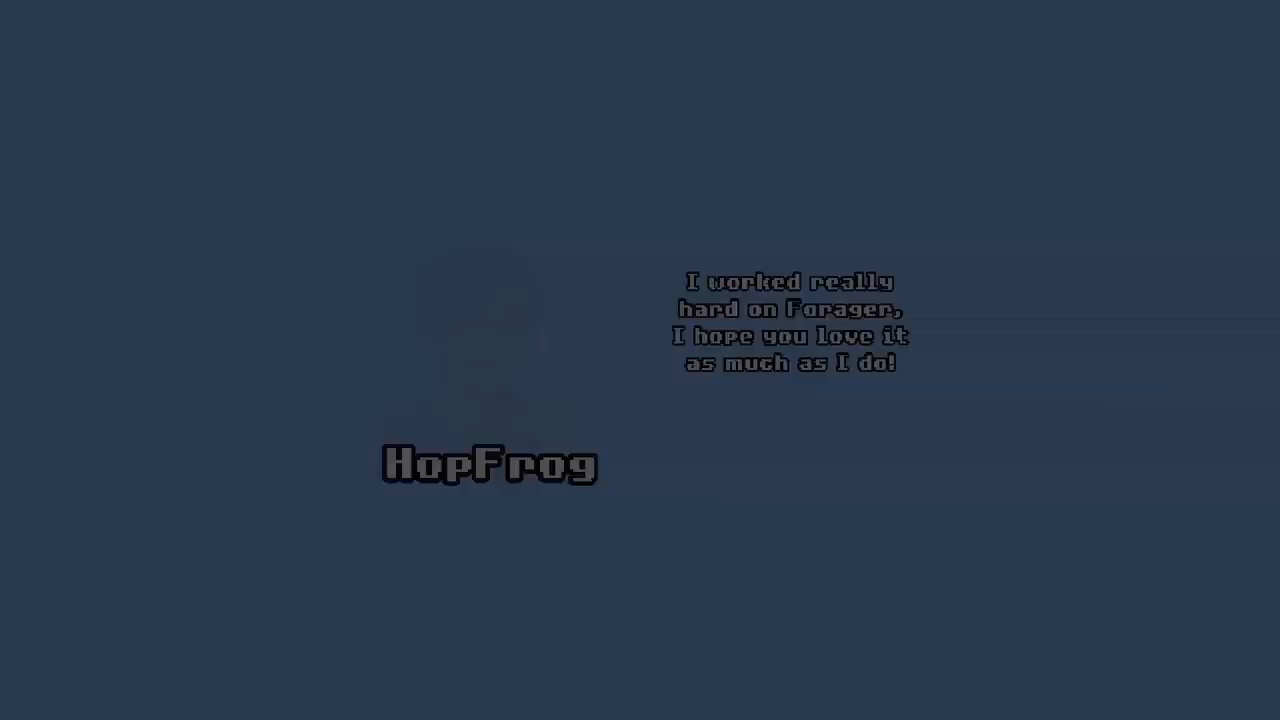 I worked really
hard on Forager,
I hope you love it
as much as I do!
HopFrog